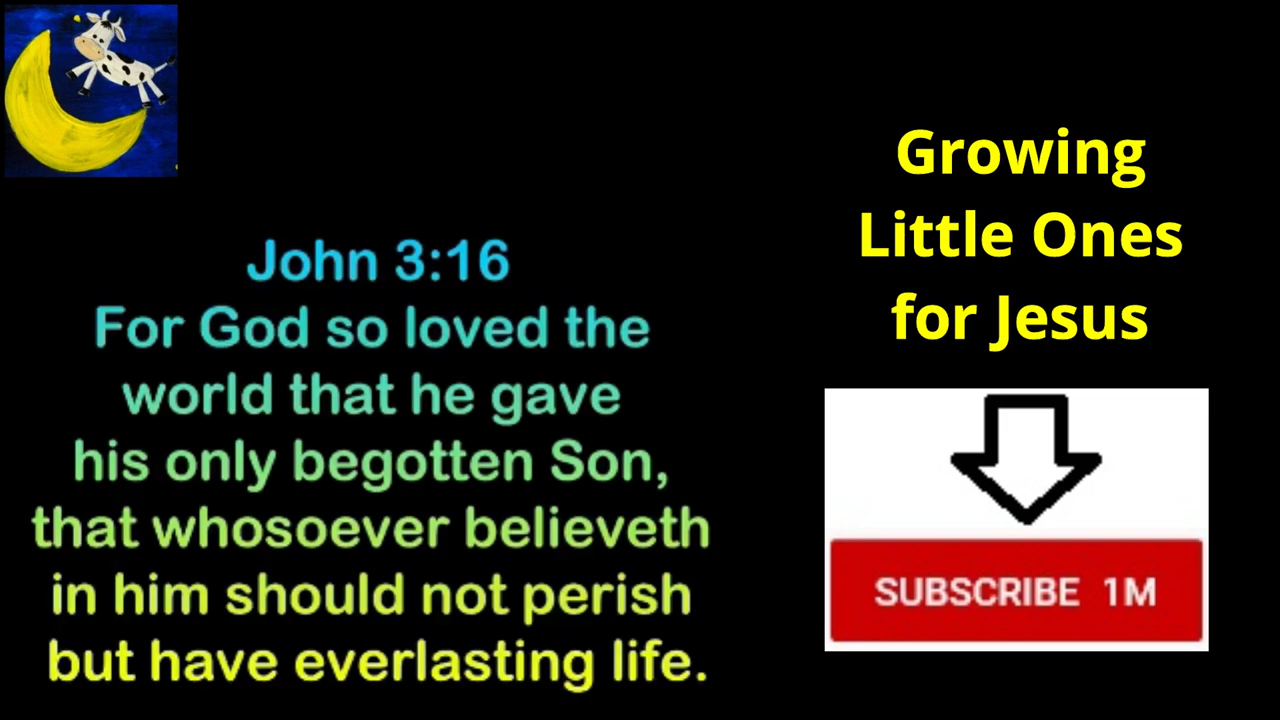 John 3:16
For God so loved the
world that he gave
his only begotten Son,
that whosoever believeth
in him should not perish
but have everlasting life.
Growing
Little Ones
for Jesus
SUBSCRIBE 1M